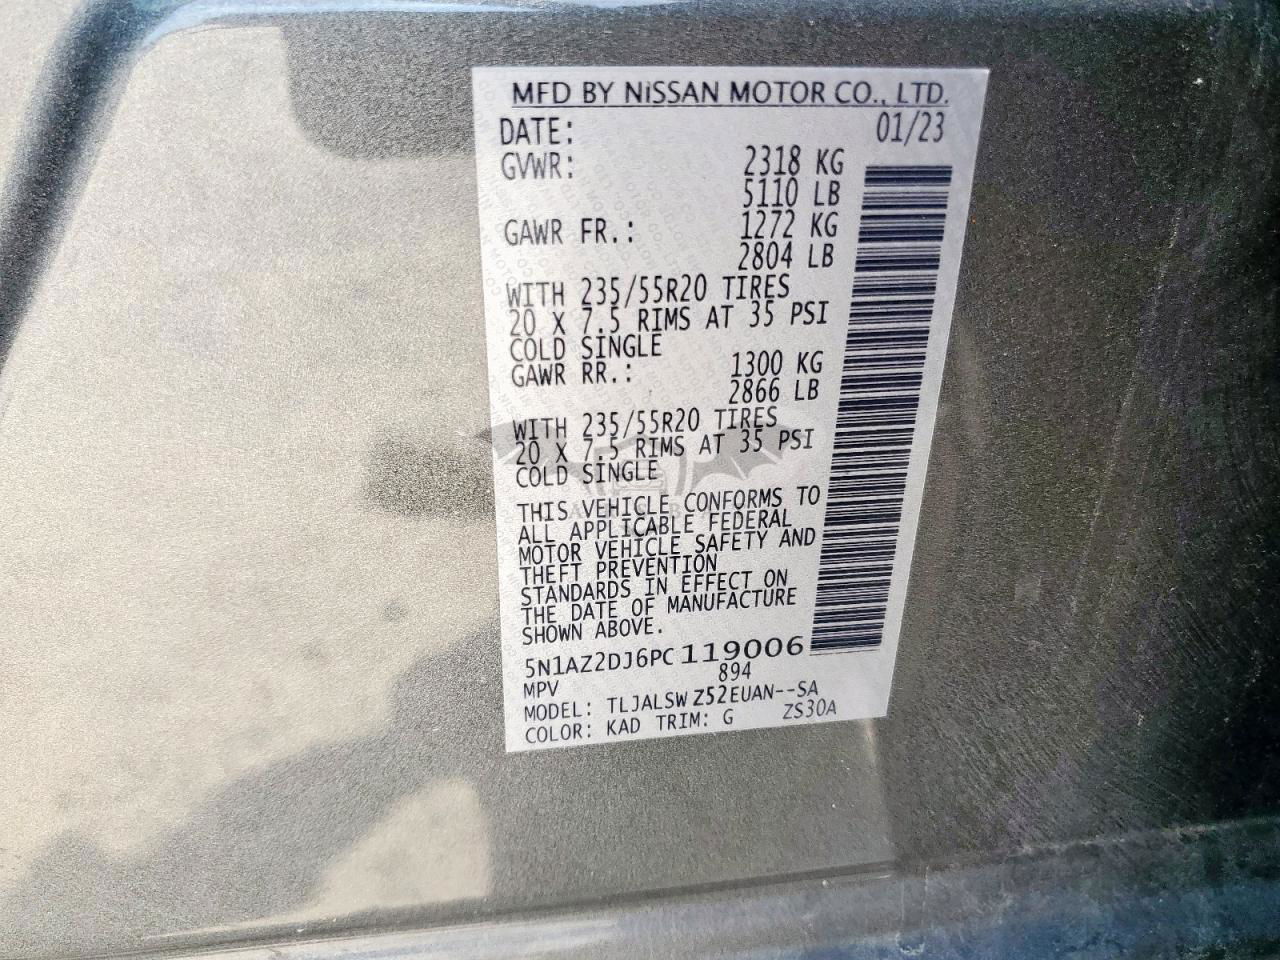 MFD BY NISSAN MOTOR CO., LTD.
DATE: 01/23
GVWR: 2318 KG
5110 LB
GAWR FR.: 1272 KG
2804 LB
WITH 235/55R20 TIRES
20 X 7.5 RIMS AT 35 PSI
COLD SINGLE
GAWR RR.: 1300 KG
2866 LB
WITH 235/55R20 TIRES
20 X 7.5 RIMS AT 35 PSI
COLD SINGLE
THIS VEHICLE CONFORMS TO
ALL APPLICABLE FEDERAL
MOTOR VEHICLE SAFETY AND
THEFT PREVENTION
STANDARDS IN EFFECT ON
THE DATE OF MANUFACTURE
SHOWN ABOVE.
5N1AZ2DJ6PC119006
MPV 894
MODEL: TLJALSW Z52EUAN--SA
COLOR: KAD TRIM: G ZS30A